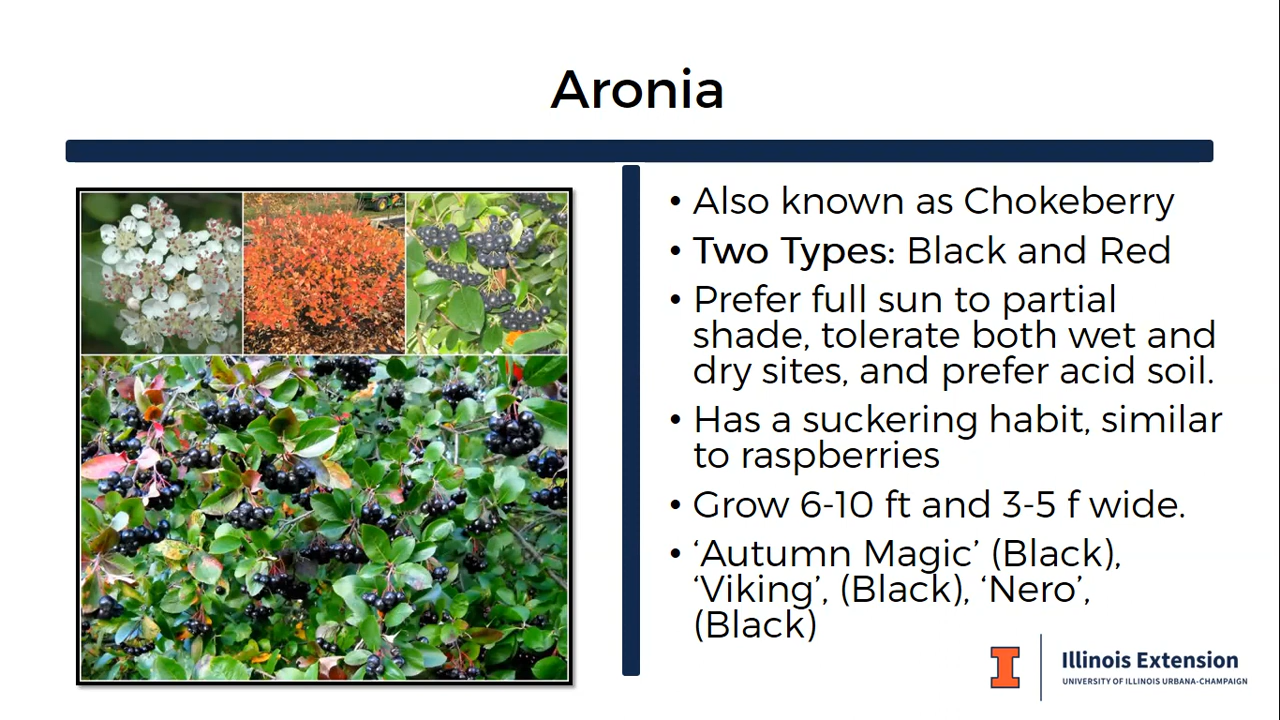 Aronia
• Also known as Chokeberry
• Two Types: Black and Red
• Prefer full sun to partial
shade, tolerate both wet and
dry sites, and prefer acid soil.
• Has a suckering habit, similar
to raspberries
• Grow 6-10 ft and 3-5 f wide.
• ‘Autumn Magic’ (Black),
‘Viking’, (Black), ‘Nero’,
(Black)
I
Illinois Extension
UNIVERSITY OF ILLINOIS URBANA-CHAMPAIGN